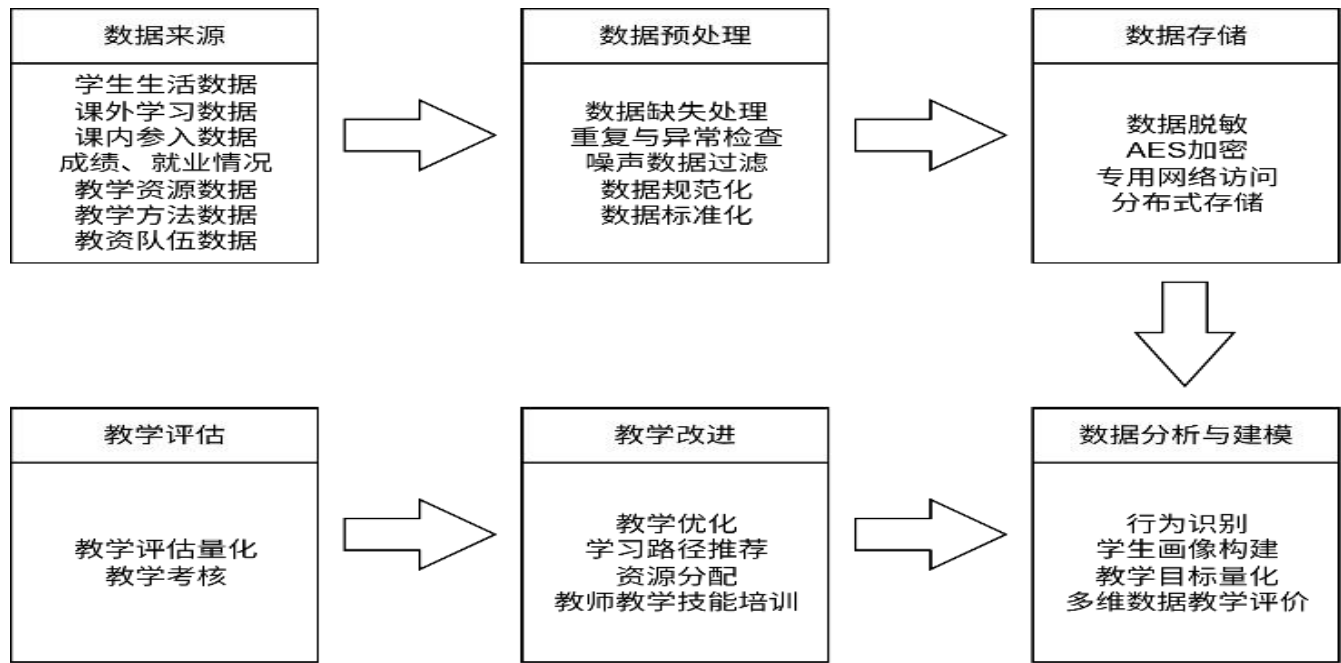 数据来源
学生生活数据
课外学习数据
课内参入数据
成绩、就业情况
教学资源数据
教学方法数据
教资队伍数据
数据预处理
数据缺失处理
重复与异常检查
噪声数据过滤
数据规范化
数据标准化
数据存储
数据脱敏
AES加密
专用网络访问
分布式存储
教学评估
教学评估量化
教学考核
教学改进
教学优化
学习路径推荐
资源分配
教师教学技能培训
数据分析与建模
行为识别
学生画像构建
教学目标量化
多维数据教学评价